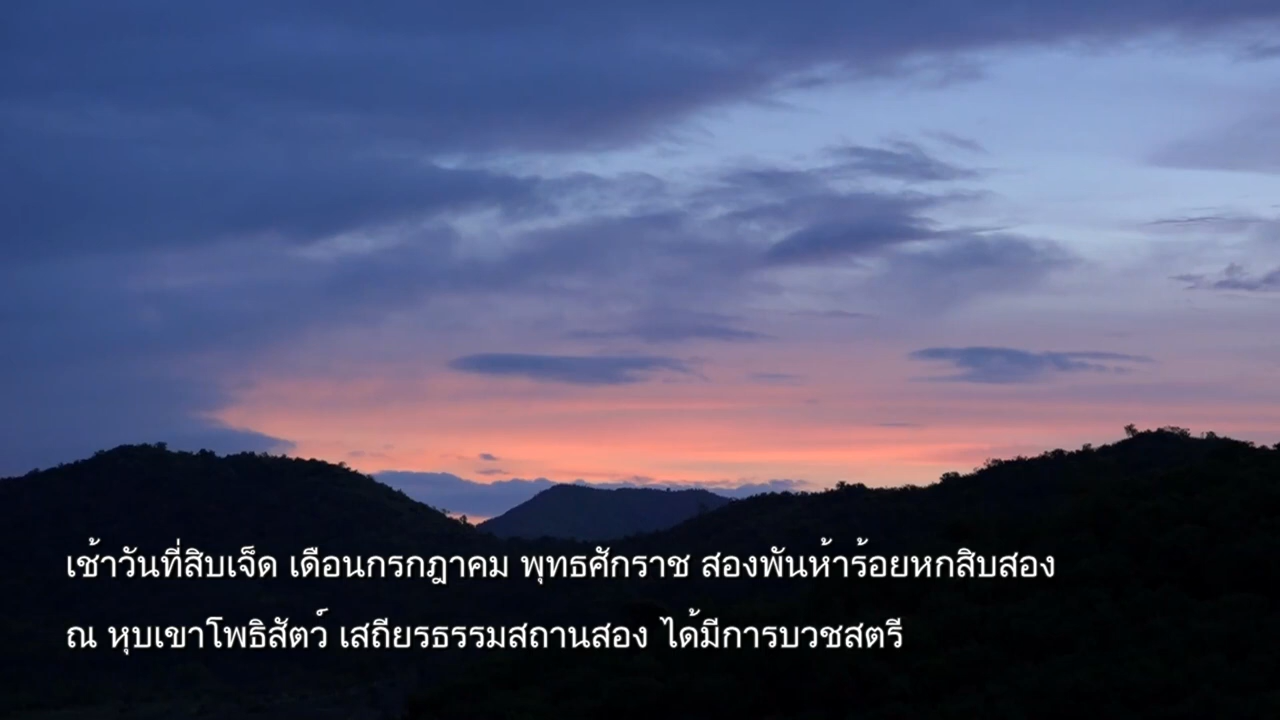 เช้าวันที่สิบเจ็ด เดือนกรกฎาคม พุทธศักราช สองพันห้าร้อยหกสิบสอง
ณ หุบเขาโพธิสัตว์ เสถียรธรรมสถานสอง ได้มีการบวชสตรี